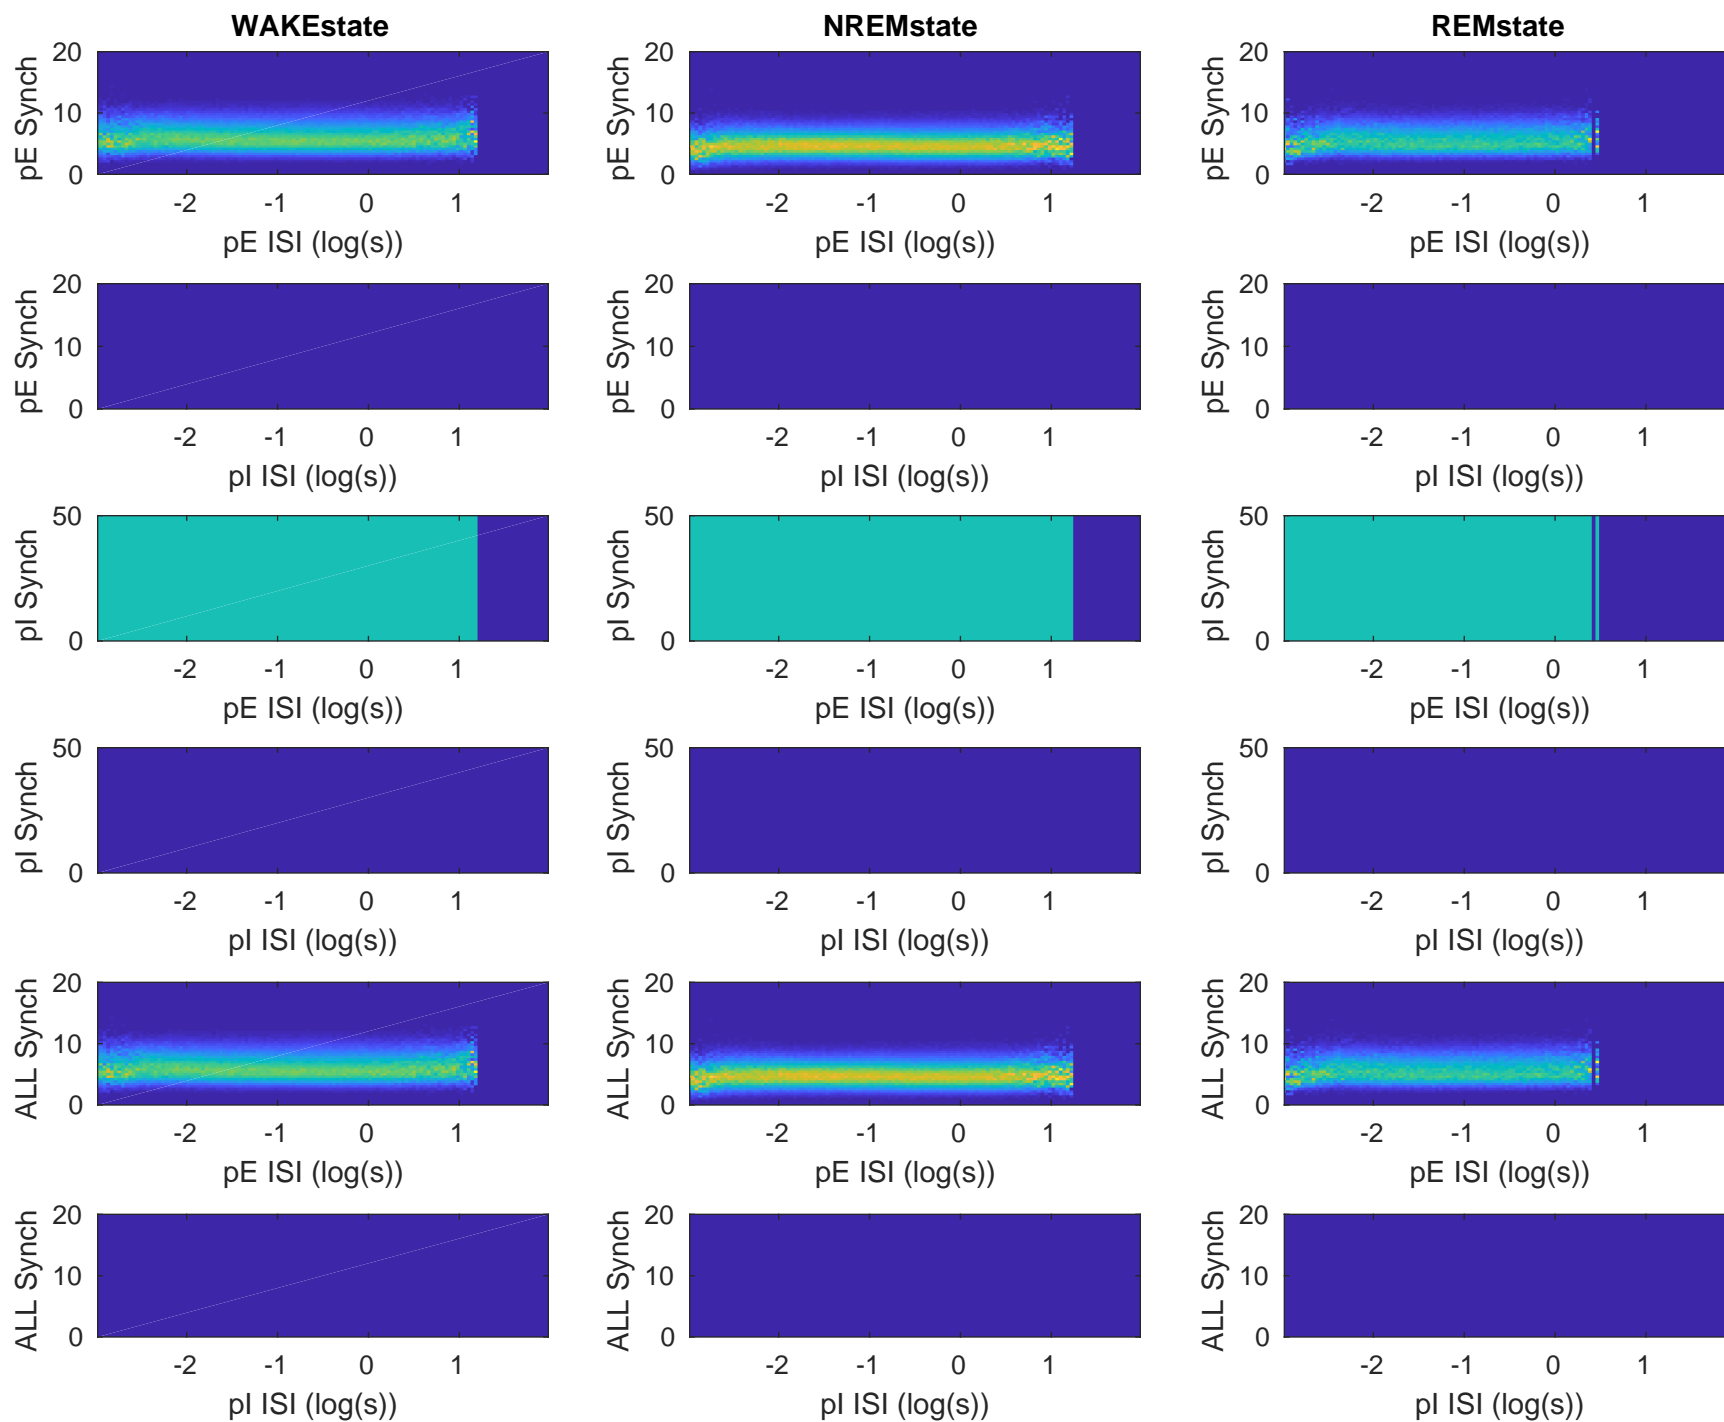 WAKEstate NREMstate REMstate
20 20 20
pE Synch pE Synch pE Synch
10 10 10
0 0 0
-2 -1 0 1 -2 -1 0 1 -2 -1 0 1
pE ISI (log(s)) pE ISI (log(s)) pE ISI (log(s))
20 20 20
pE Synch pE Synch pE Synch
10 10 10
0 0 0
-2 -1 0 1 -2 -1 0 1 -2 -1 0 1
pI ISI (log(s)) pI ISI (log(s)) pI ISI (log(s))
50 50 50
pI Synch pI Synch pI Synch
0 0 0
-2 -1 0 1 -2 -1 0 1 -2 -1 0 1
pE ISI (log(s)) pE ISI (log(s)) pE ISI (log(s))
50 50 50
pI Synch pI Synch pI Synch
0 0 0
-2 -1 0 1 -2 -1 0 1 -2 -1 0 1
pI ISI (log(s)) pI ISI (log(s)) pI ISI (log(s))
20 20 20
ALL Synch ALL Synch ALL Synch
10 10 10
0 0 0
-2 -1 0 1 -2 -1 0 1 -2 -1 0 1
pE ISI (log(s)) pE ISI (log(s)) pE ISI (log(s))
20 20 20
ALL Synch ALL Synch ALL Synch
10 10 10
0 0 0
-2 -1 0 1 -2 -1 0 1 -2 -1 0 1
pI ISI (log(s)) pI ISI (log(s)) pI ISI (log(s))